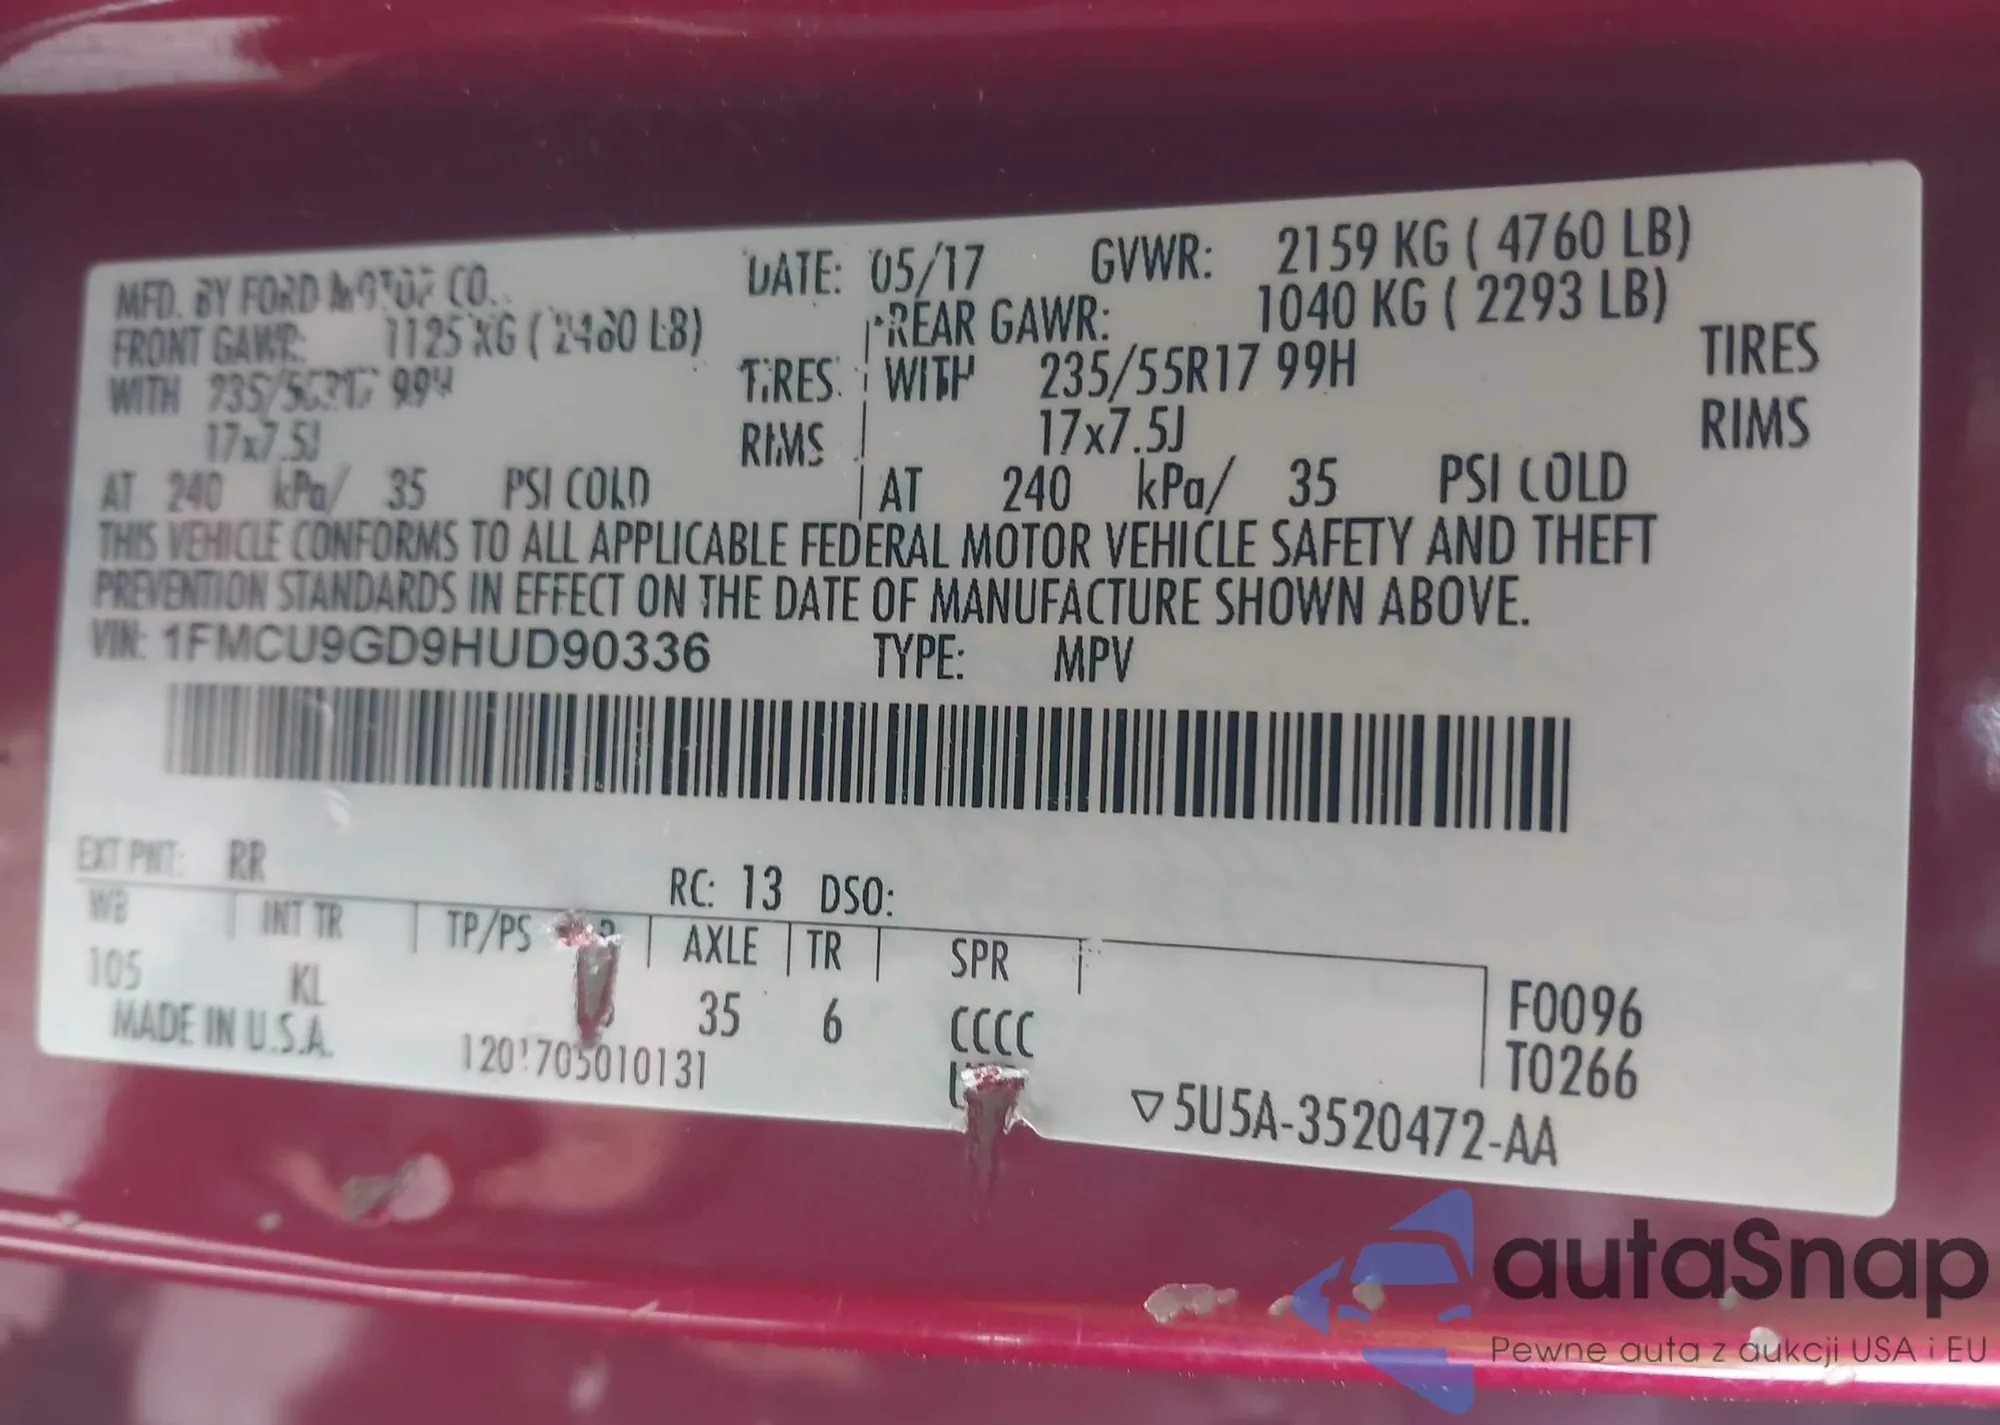 MFD. BY FORD MOTOR CO. DATE: 05/17 GVWR: 2159 KG ( 4760 LB)
FRONT GAWR: 1125 KG ( 2480 LB) REAR GAWR: 1040 KG ( 2293 LB)
WITH 235/55R17 99H TIRES WITH 235/55R17 99H TIRES
17x7.5J RIMS 17x7.5J RIMS
AT 240 kPa/ 35 PSI COLD AT 240 kPa/ 35 PSI COLD
THIS VEHICLE CONFORMS TO ALL APPLICABLE FEDERAL MOTOR VEHICLE SAFETY AND THEFT
PREVENTION STANDARDS IN EFFECT ON THE DATE OF MANUFACTURE SHOWN ABOVE.
VIN: 1FMCU9GD9HUD90336 TYPE: MPV
EXT PNT: RR RC: 13 DSO:
WB INT TR TP/PS AXLE TR SPR
105 KL 35 6 CCCC F0096
MADE IN U.S.A. 1201705010131 T0266
▽5U5A-3520472-AA
autaSnap
Pewne auta z aukcji USA i EU